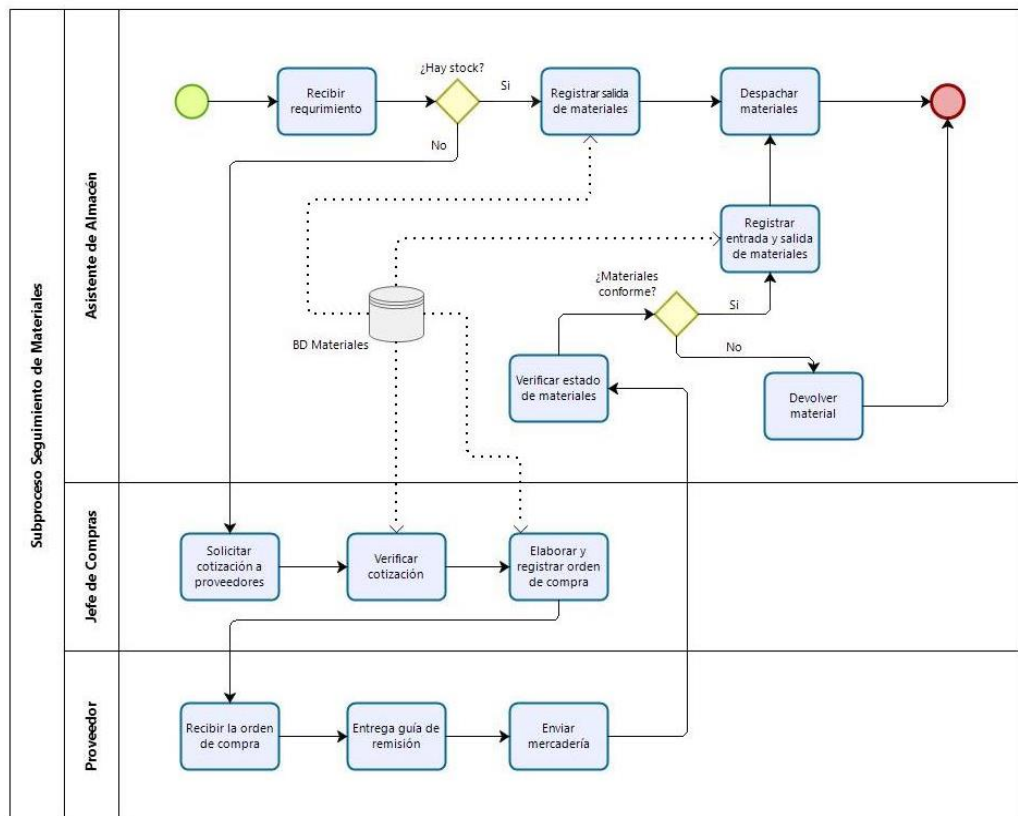 Subproceso Seguimiento de Materiales
Asistente de Almacén
¿Hay stock?
Recibir
requrimiento
Si
Registrar salida
de materiales
Despachar
materiales
No
Registrar
entrada y salida
de materiales
¿Materiales
conforme?
Si
BD Materiales
No
Verificar estado
de materiales
Devolver
material
Jefe de Compras
Solicitar
cotización a
proveedores
Verificar
cotización
Elaborar y
registrar orden
de compra
Proveedor
Recibir la orden
de compra
Entrega guía de
remisión
Enviar
mercadería